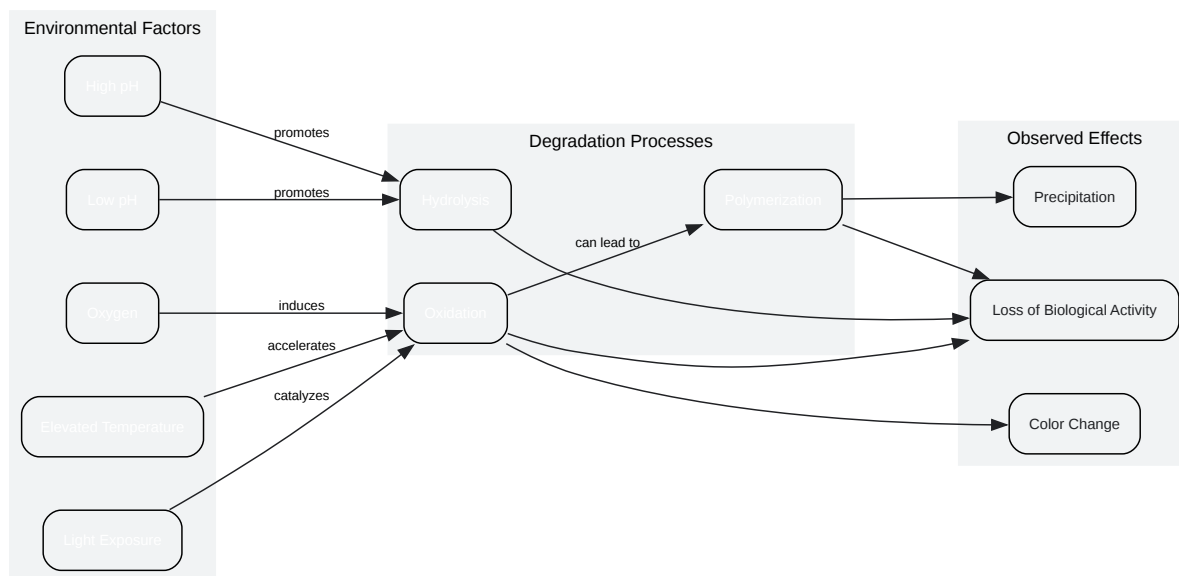 Environmental Factors
High pH
Low pH
Oxygen
Elevated Temperature
Light Exposure
promotes
promotes
induces
accelerates
catalyzes
Degradation Processes
Hydrolysis
Oxidation
can lead to
Polymerization
Observed Effects
Precipitation
Loss of Biological Activity
Color Change